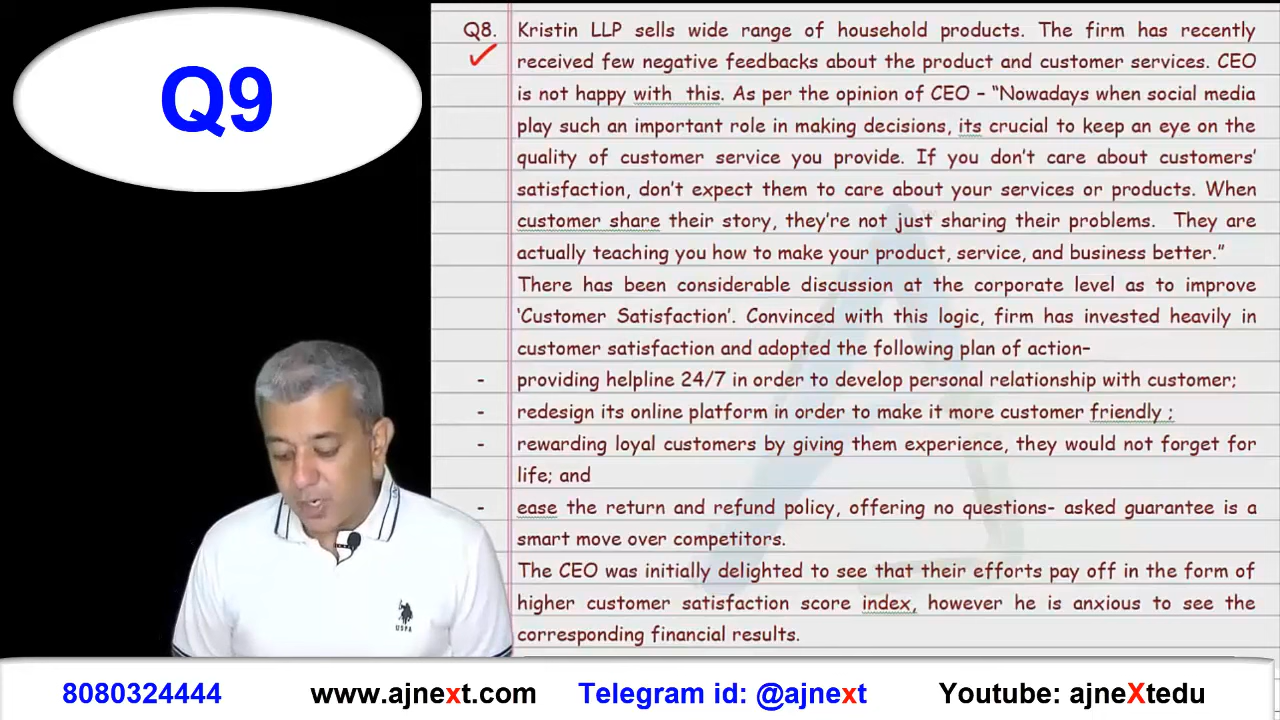 Q9
Q8. Kristin LLP sells wide range of household products. The firm has recently
received few negative feedbacks about the product and customer services. CEO
is not happy with this. As per the opinion of CEO – “Nowadays when social media
play such an important role in making decisions, its crucial to keep an eye on the
quality of customer service you provide. If you don’t care about customers’
satisfaction, don’t expect them to care about your services or products. When
customer share their story, they’re not just sharing their problems. They are
actually teaching you how to make your product, service, and business better.”
There has been considerable discussion at the corporate level as to improve
‘Customer Satisfaction’. Convinced with this logic, firm has invested heavily in
customer satisfaction and adopted the following plan of action–
- providing helpline 24/7 in order to develop personal relationship with customer;
- redesign its online platform in order to make it more customer friendly ;
- rewarding loyal customers by giving them experience, they would not forget for
life; and
- ease the return and refund policy, offering no questions- asked guarantee is a
smart move over competitors.
The CEO was initially delighted to see that their efforts pay off in the form of
higher customer satisfaction score index, however he is anxious to see the
corresponding financial results.
USPA
8080324444 www.ajnext.com Telegram id: @ajnext Youtube: ajneXtedu